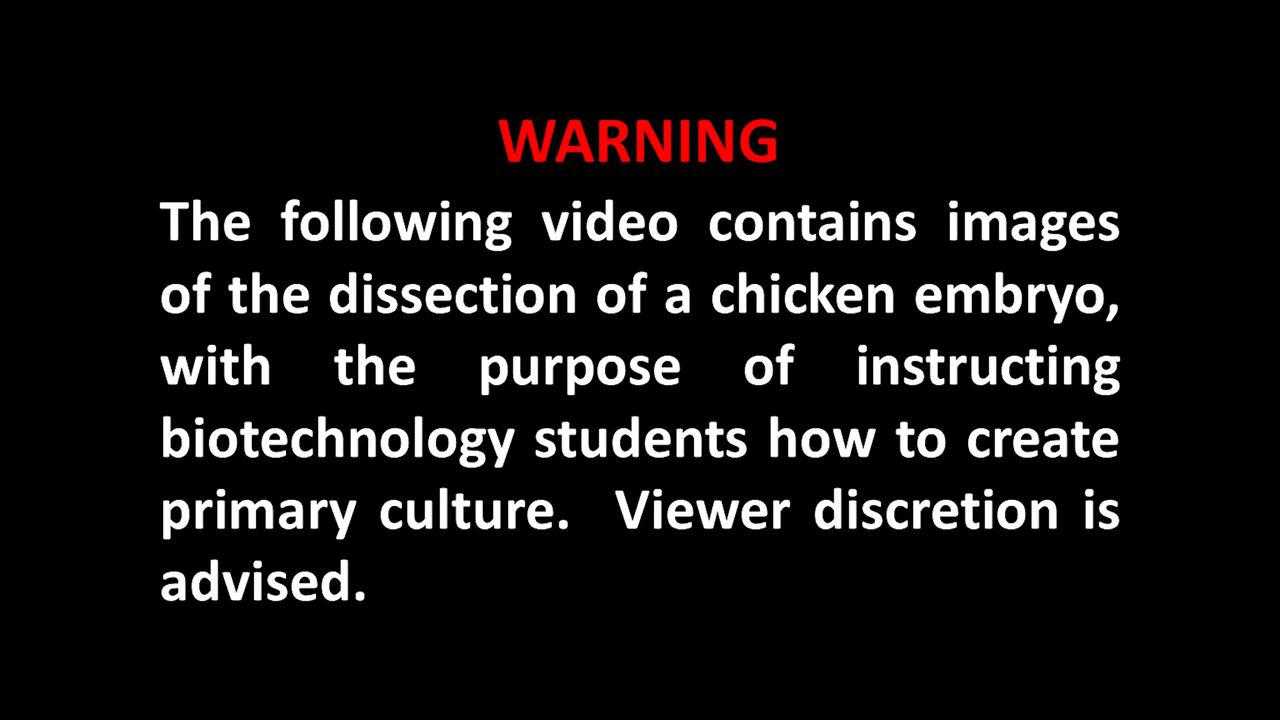 WARNING
The following video contains images
of the dissection of a chicken embryo,
with the purpose of instructing
biotechnology students how to create
primary culture. Viewer discretion is
advised.